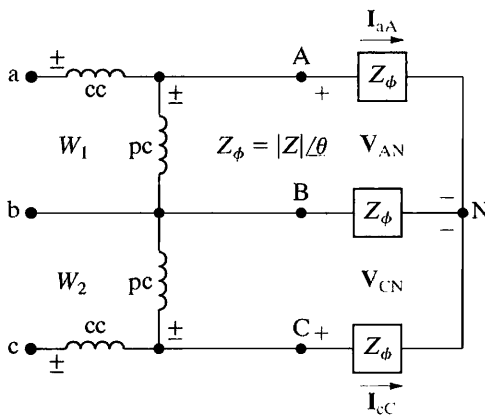 I_aA
a ± cc ± A + Z_ϕ
W_1 pc Z_ϕ = |Z|∠θ V_AN
b B Z_ϕ − N
−
W_2 pc V_CN
c ± cc ± C + Z_ϕ
I_cC